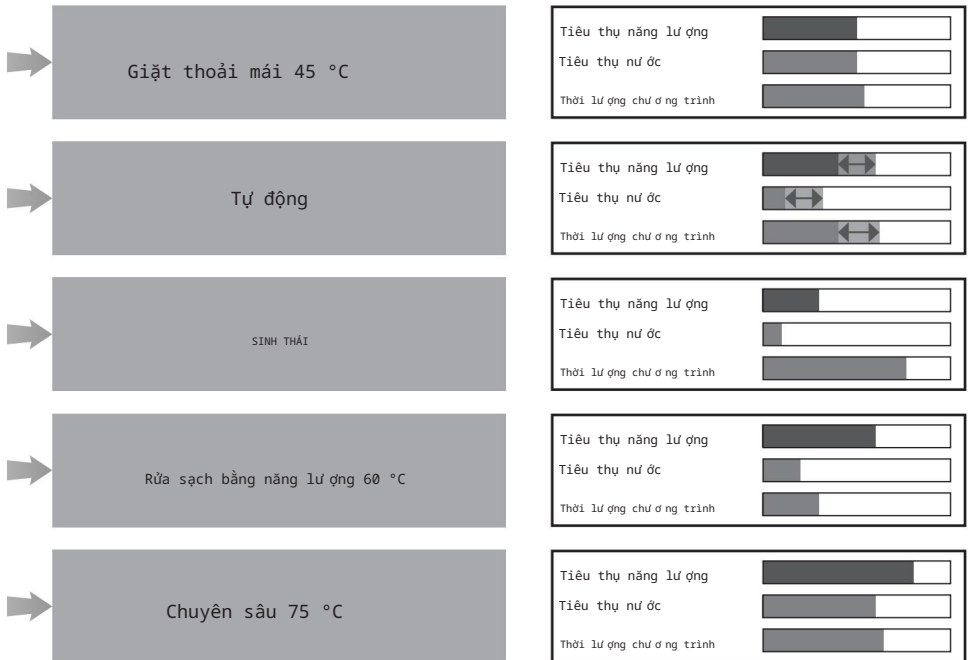 Giặt thoải mái 45 °C
Tiêu thụ năng lư ợng
Tiêu thụ nư ớc
Thời lư ợng chư ơ ng trình
Tự động
Tiêu thụ năng lư ợng
Tiêu thụ nư ớc
Thời lư ợng chư ơ ng trình
SINH THÁI
Tiêu thụ năng lư ợng
Tiêu thụ nư ớc
Thời lư ợng chư ơ ng trình
Rửa sạch bằng năng lư ợng 60 °C
Tiêu thụ năng lư ợng
Tiêu thụ nư ớc
Thời lư ợng chư ơ ng trình
Chuyên sâu 75 °C
Tiêu thụ năng lư ợng
Tiêu thụ nư ớc
Thời lư ợng chư ơ ng trình